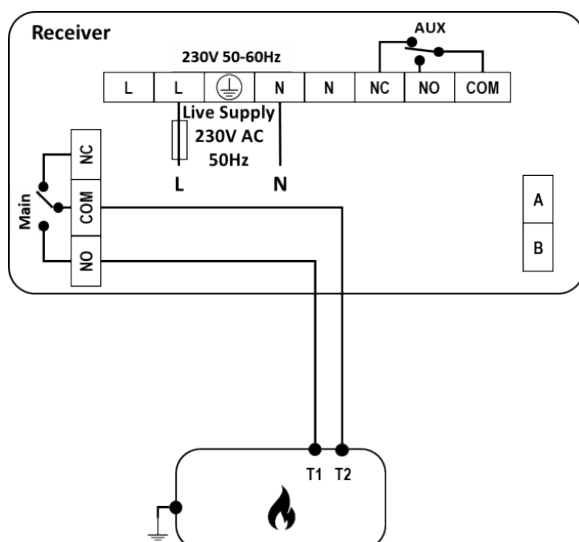 Receiver
AUX
230V 50-60Hz
L L N N NC NO COM
Live Supply
230V AC
50Hz
L N
Main
NC
COM
NO
A
B
T1 T2